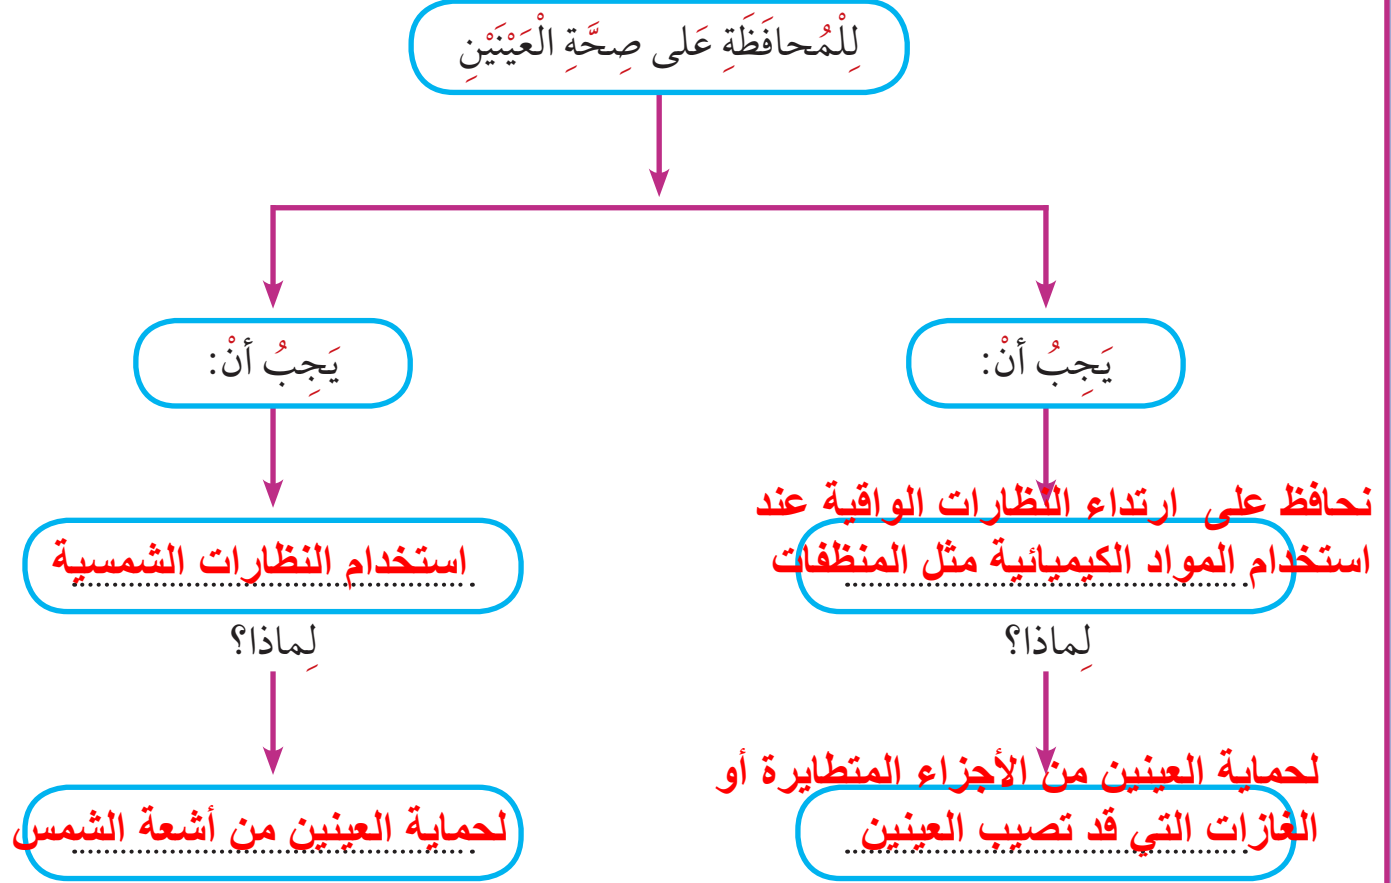 لِلْمُحافَظَةِ عَلى صِحَّةِ الْعَيْنَيْنِ
يَجِبُ أنْ:
يَجِبُ أنْ:
نحافظ على ارتداء النظارات الواقية عند
استخدام المواد الكيميائية مثل المنظفات
استخدام النظارات الشمسية
لِماذا؟
لِماذا؟
لحماية العينين من الأجزاء المتطايرة أو
الغازات التي قد تصيب العينين
لحماية العينين من أشعة الشمس